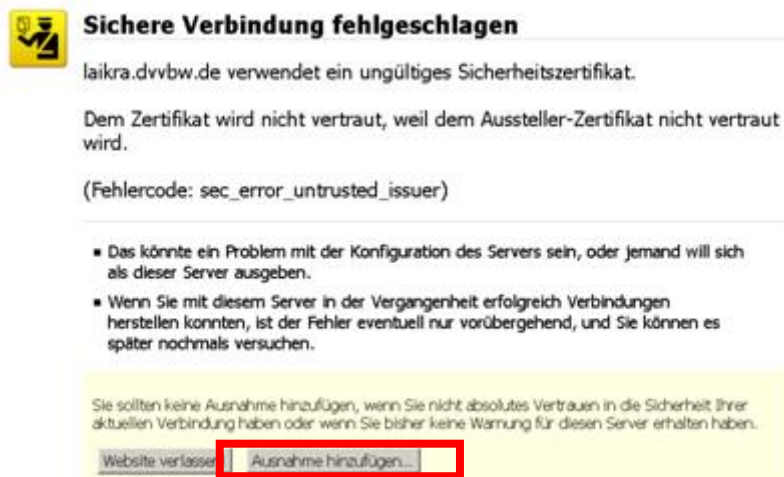 Sichere Verbindung fehlgeschlagen
laikra.dvvbw.de verwendet ein ungültiges Sicherheitszertifikat.
Dem Zertifikat wird nicht vertraut, weil dem Aussteller-Zertifikat nicht vertraut
wird.
(Fehlercode: sec_error_untrusted_issuer)
▪ Das könnte ein Problem mit der Konfiguration des Servers sein, oder jemand will sich
als dieser Server ausgeben.
▪ Wenn Sie mit diesem Server in der Vergangenheit erfolgreich Verbindungen
herstellen konnten, ist der Fehler eventuell nur vorübergehend, und Sie können es
später nochmals versuchen.
Sie sollten keine Ausnahme hinzufügen, wenn Sie nicht absolutes Vertrauen in die Sicherheit Ihrer
aktuellen Verbindung haben oder wenn Sie bisher keine Warnung für diesen Server erhalten haben.
Website verlassen Ausnahme hinzufügen...